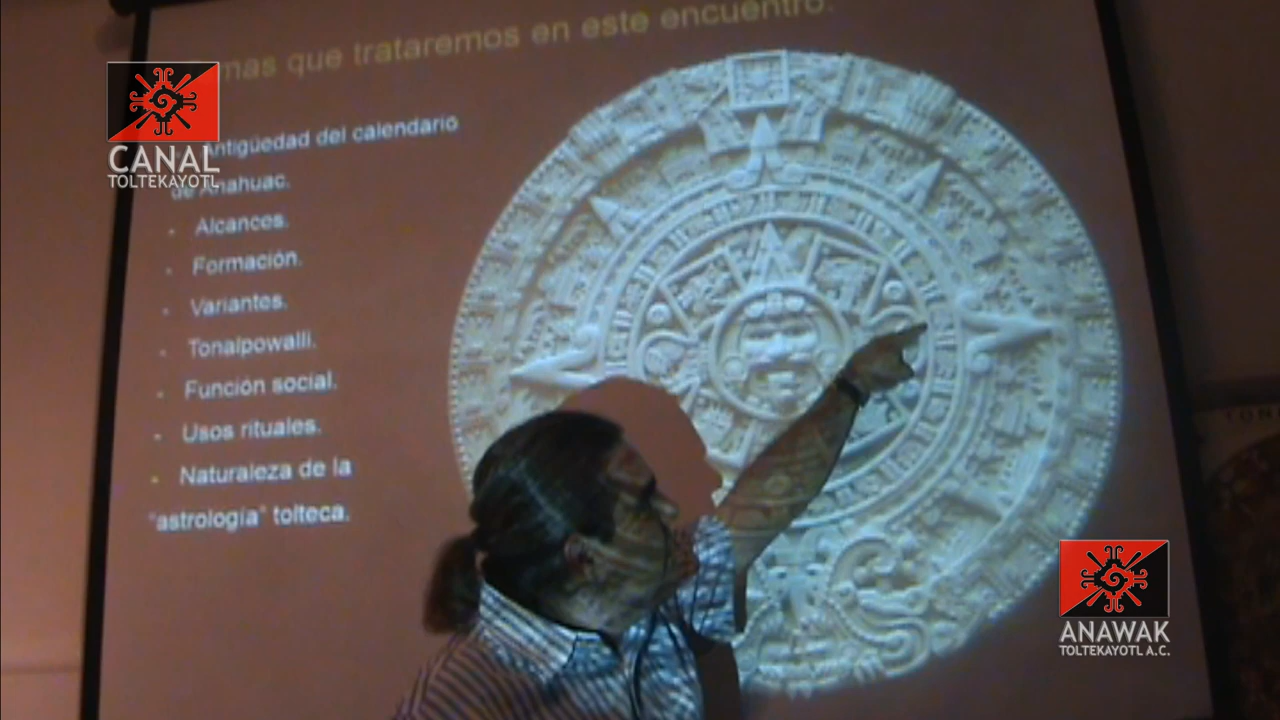 mas que trataremos en este encuentro.
CANAL
TOLTEKAYOTL
Antigüedad del calendario
de Anahuac.
- Alcances.
- Formación.
- Variantes.
- Tonalpowalli.
- Función social.
- Usos rituales.
- Naturaleza de la
"astrología" tolteca.
ANAWAK
TOLTEKAYOTL A.C.